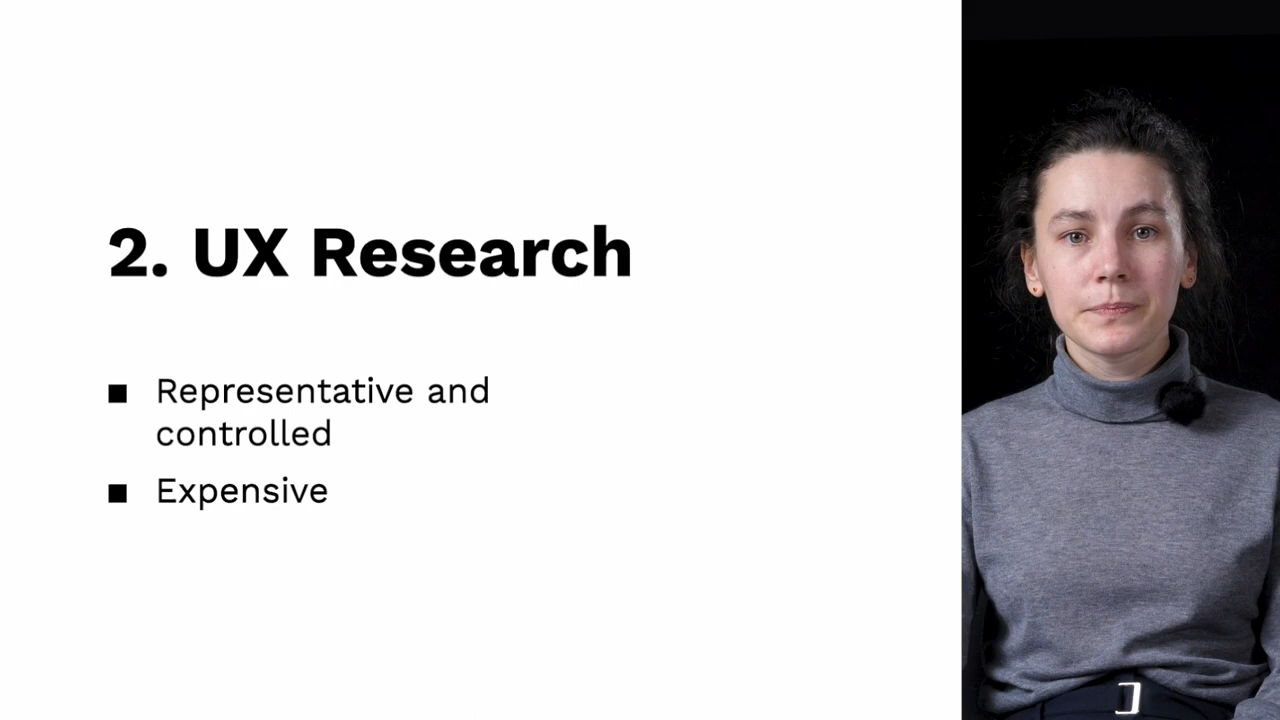 2. UX Research
■ Representative and
controlled
■ Expensive